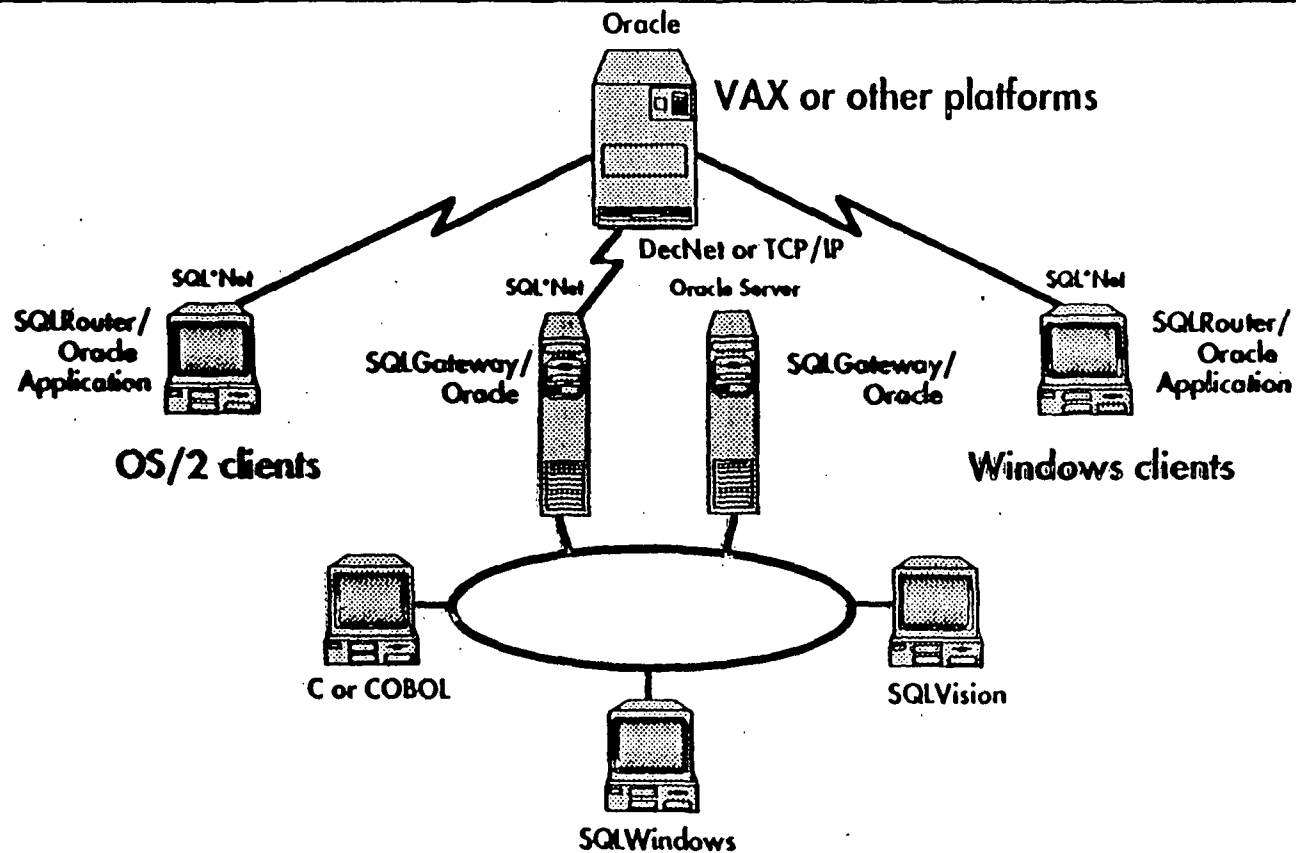 Oracle
VAX or other platforms
DecNet or TCP/IP
SQL*Net
SQL*Net
Oracle Server
SQL*Net
SQLRouter/
Oracle
Application
SQLGateway/
Oracle
SQLGateway/
Oracle
SQLRouter/
Oracle
Application
OS/2 clients
Windows clients
C or COBOL
SQLVision
SQLWindows